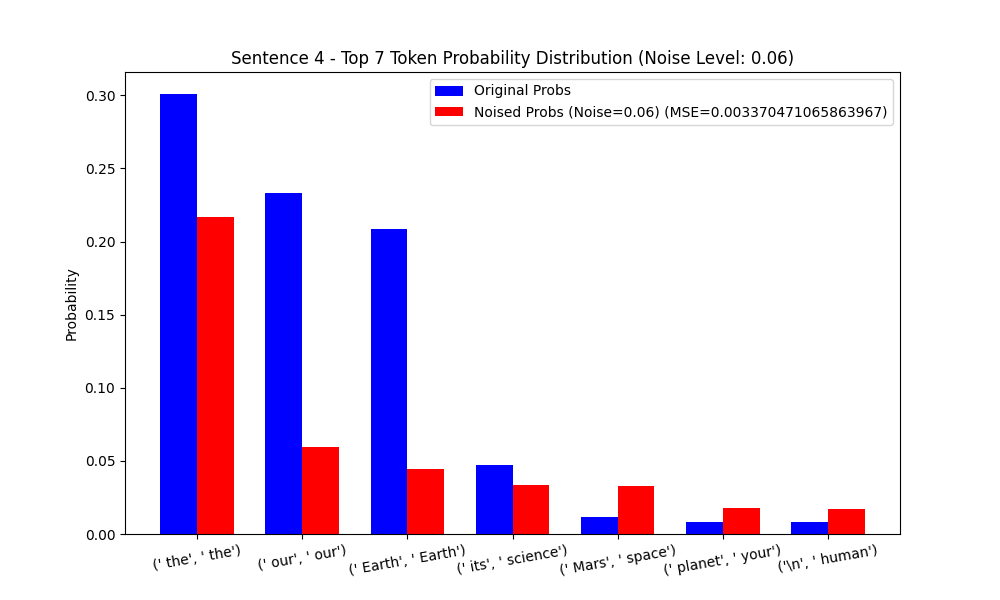 Sentence 4 - Top 7 Token Probability Distribution (Noise Level: 0.06)
Original Probs
Noised Probs (Noise=0.06) (MSE=0.003370471065863967)
Probability
0.30
0.25
0.20
0.15
0.10
0.05
0.00
(' the', ' the')
(' our', ' our')
(' Earth', ' Earth')
(' its', ' science')
(' Mars', ' space')
(' planet', ' your')
('\n', ' human')